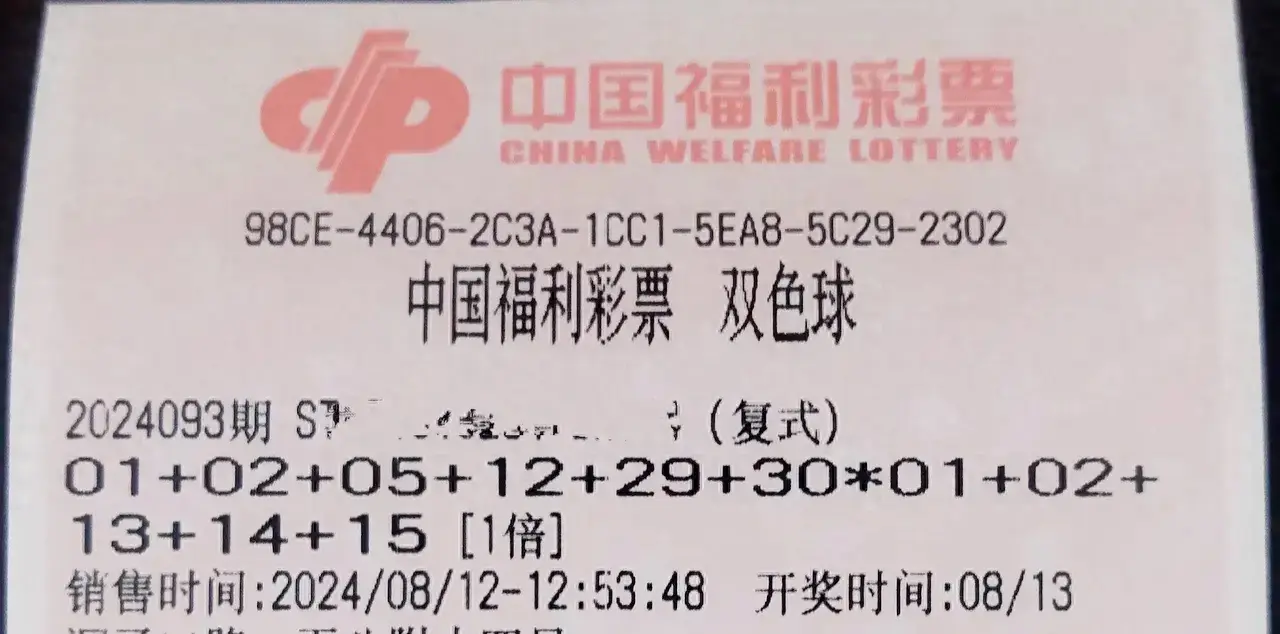 中国福利彩票
CHINA WELFARE LOTTERY
98CE-4406-2C3A-1CC1-5EA8-5C29-2302
中国福利彩票 双色球
2024093期 (复式)
01+02+05+12+29+30*01+02+
13+14+15 [1倍]
销售时间:2024/08/12-12:53:48 开奖时间:08/13